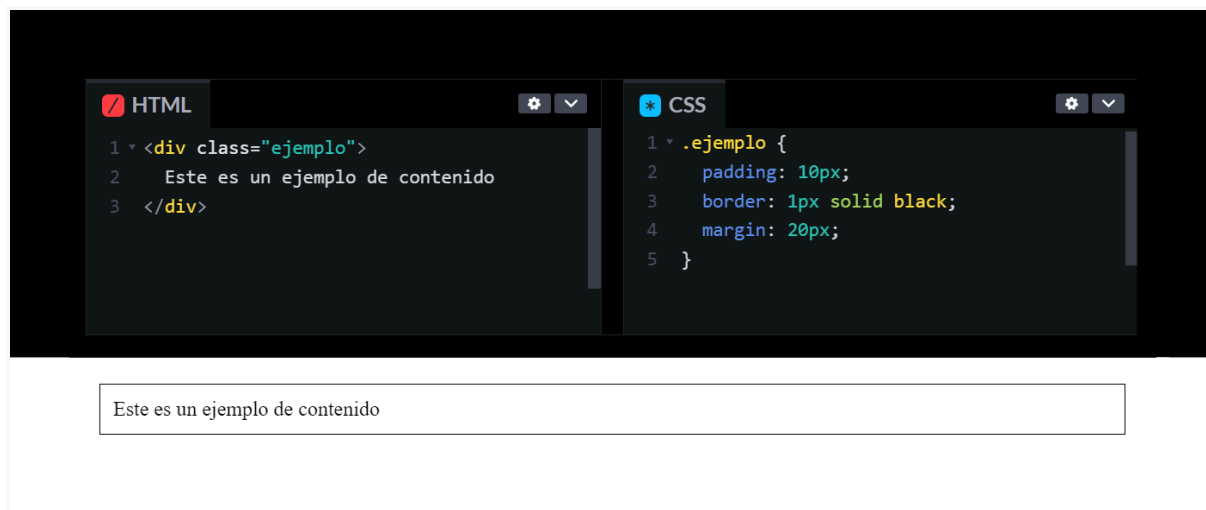 HTML
1 <div class="ejemplo">
2 Este es un ejemplo de contenido
3 </div>
CSS
1 .ejemplo {
2 padding: 10px;
3 border: 1px solid black;
4 margin: 20px;
5 }
Este es un ejemplo de contenido